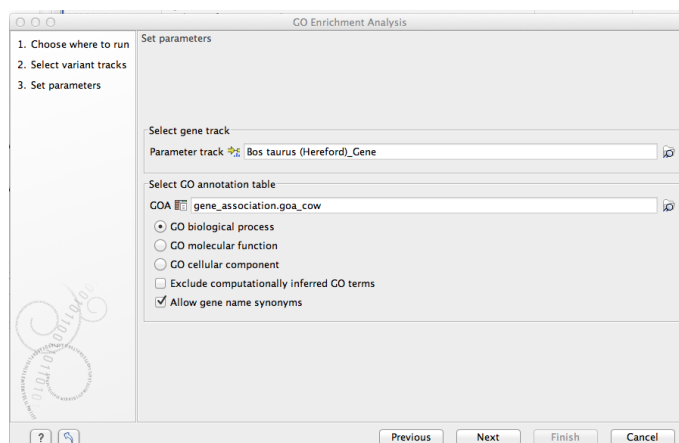 GO Enrichment Analysis
1. Choose where to run
2. Select variant tracks
3. Set parameters
Set parameters
Select gene track
Parameter track Bos taurus (Hereford)_Gene
Select GO annotation table
GOA gene_association.goa_cow
GO biological process
GO molecular function
GO cellular component
Exclude computationally inferred GO terms
Allow gene name synonyms
? Previous Next Finish Cancel